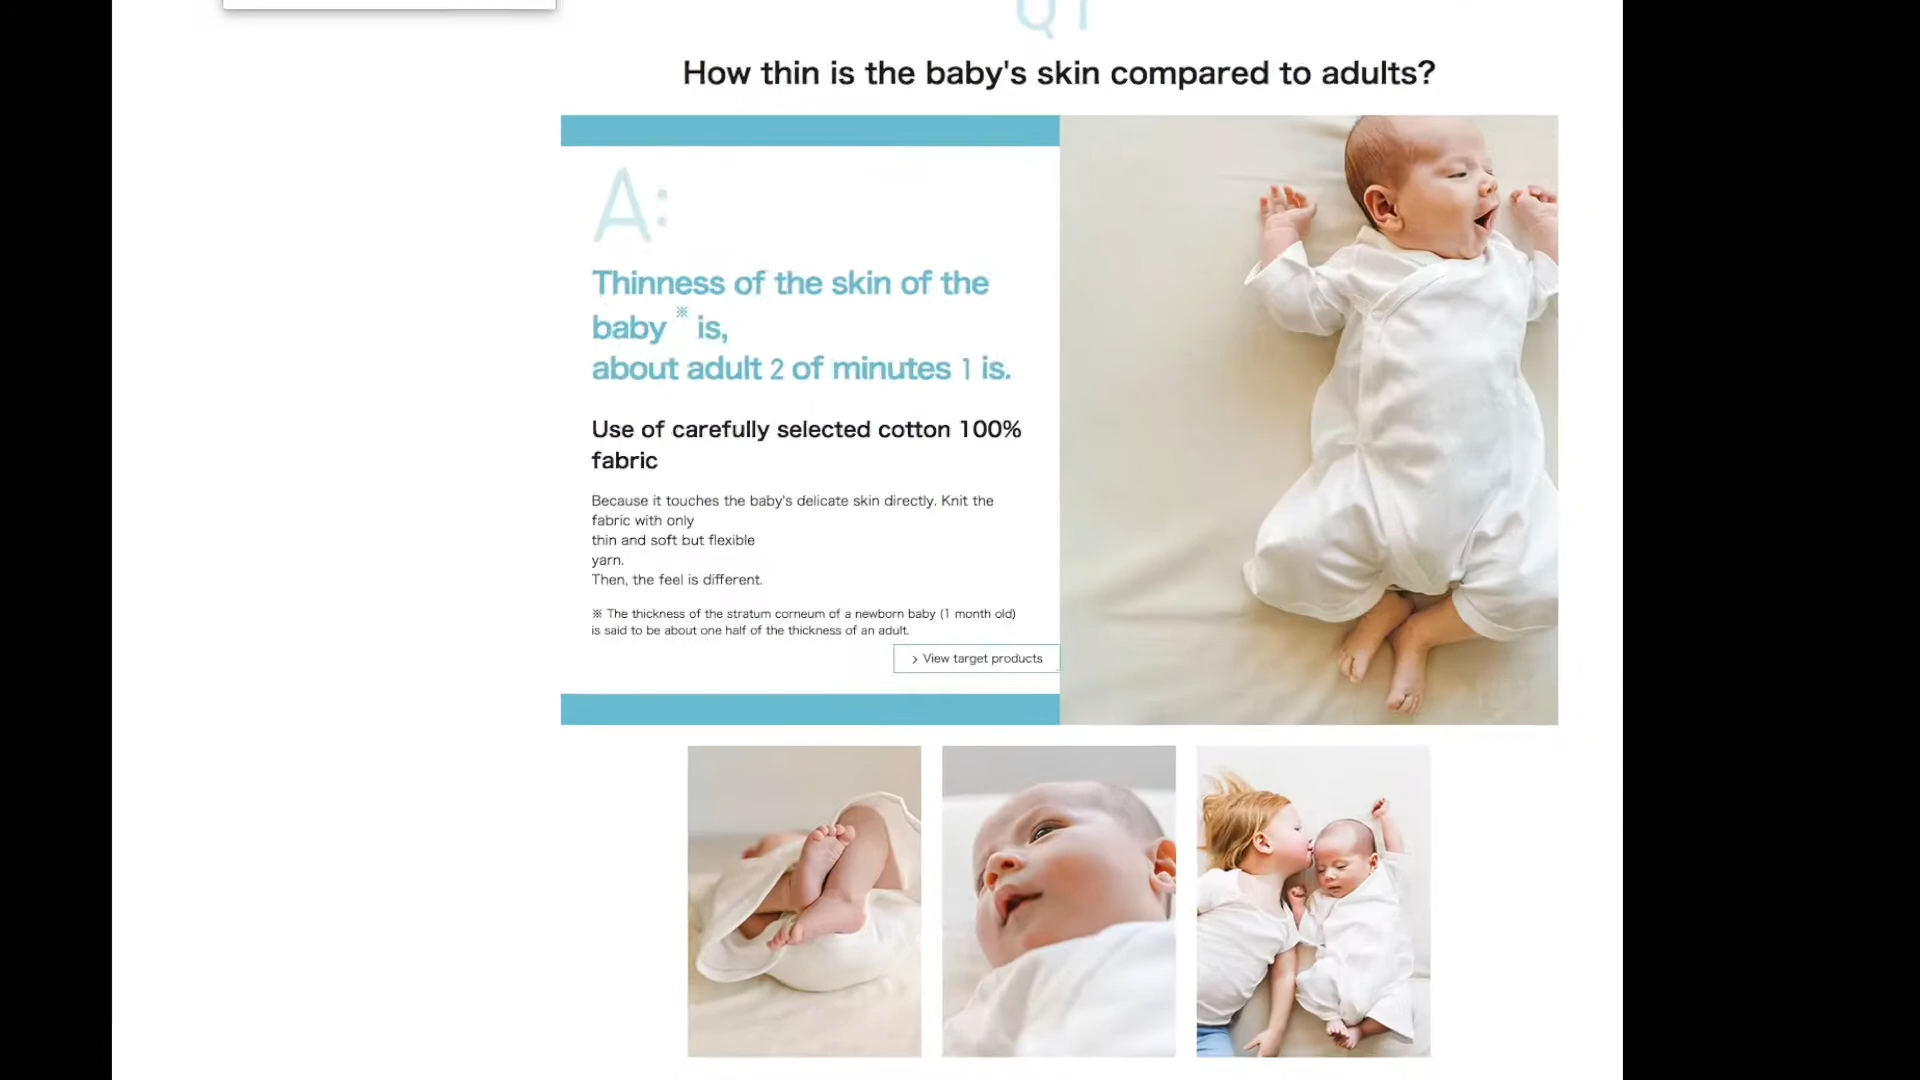 How thin is the baby's skin compared to adults?
A:
Thinness of the skin of the
baby ※ is,
about adult 2 of minutes 1 is.
Use of carefully selected cotton 100%
fabric
Because it touches the baby's delicate skin directly. Knit the
fabric with only
thin and soft but flexible
yarn.
Then, the feel is different.
※ The thickness of the stratum corneum of a newborn baby (1 month old)
is said to be about one half of the thickness of an adult.
> View target products